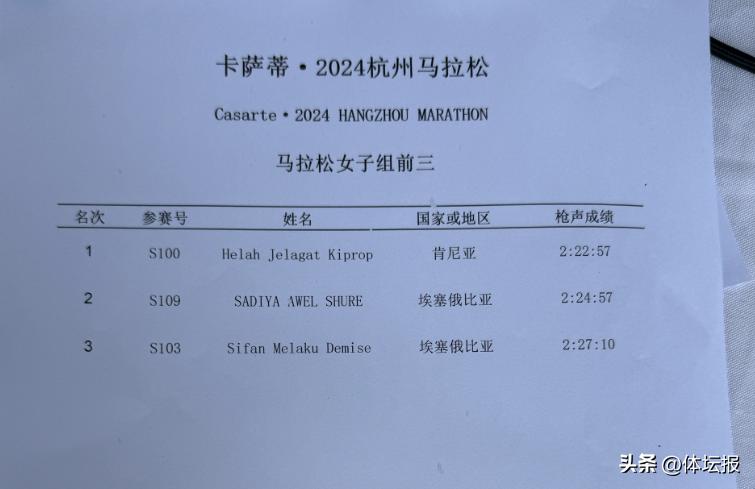 卡萨蒂·2024杭州马拉松
Casarte·2024 HANGZHOU MARATHON
马拉松女子组前三
名次 参赛号 姓名 国家或地区 枪声成绩
1 S100 Helah Jelagat Kiprop 肯尼亚 2:22:57
2 S109 SADIYA AWEL SHURE 埃塞俄比亚 2:24:57
3 S103 Sifan Melaku Demise 埃塞俄比亚 2:27:10
头条 @体坛报